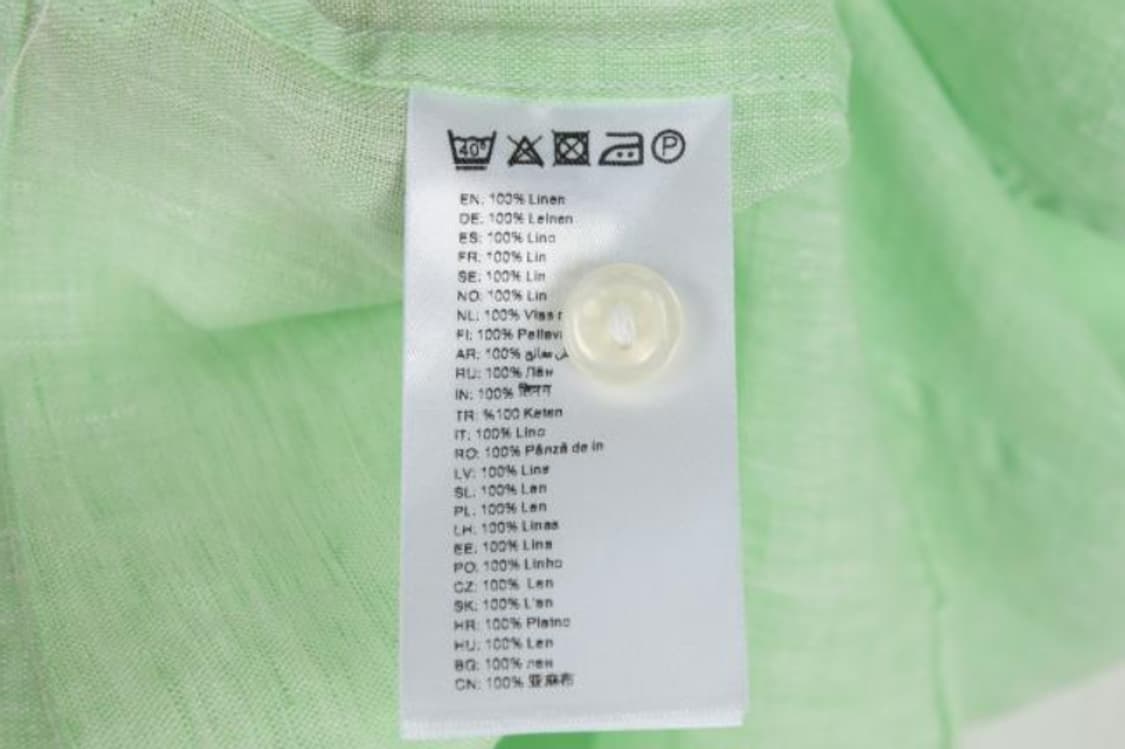 40°
P
EN: 100% Linen
DE: 100% Leinen
ES: 100% Lino
FR: 100% Lin
SE: 100% Lin
NO: 100% Lin
NL: 100%
FI: 100%
AR: 100%
RU: 100% Лён
IN: 100%
TR: %100 Keten
IT: 100% Lino
RO: 100% Pânză de in
LV: 100% Lins
SL: 100% Lan
PL: 100% Len
100% Linas
EE: 100% Lina
PO: 100% Linho
CZ: 100% Len
SK: 100% L'an
HR: 100% Platno
HU: 100% Len
BG: 100% лен
CN: 100% 亚麻布